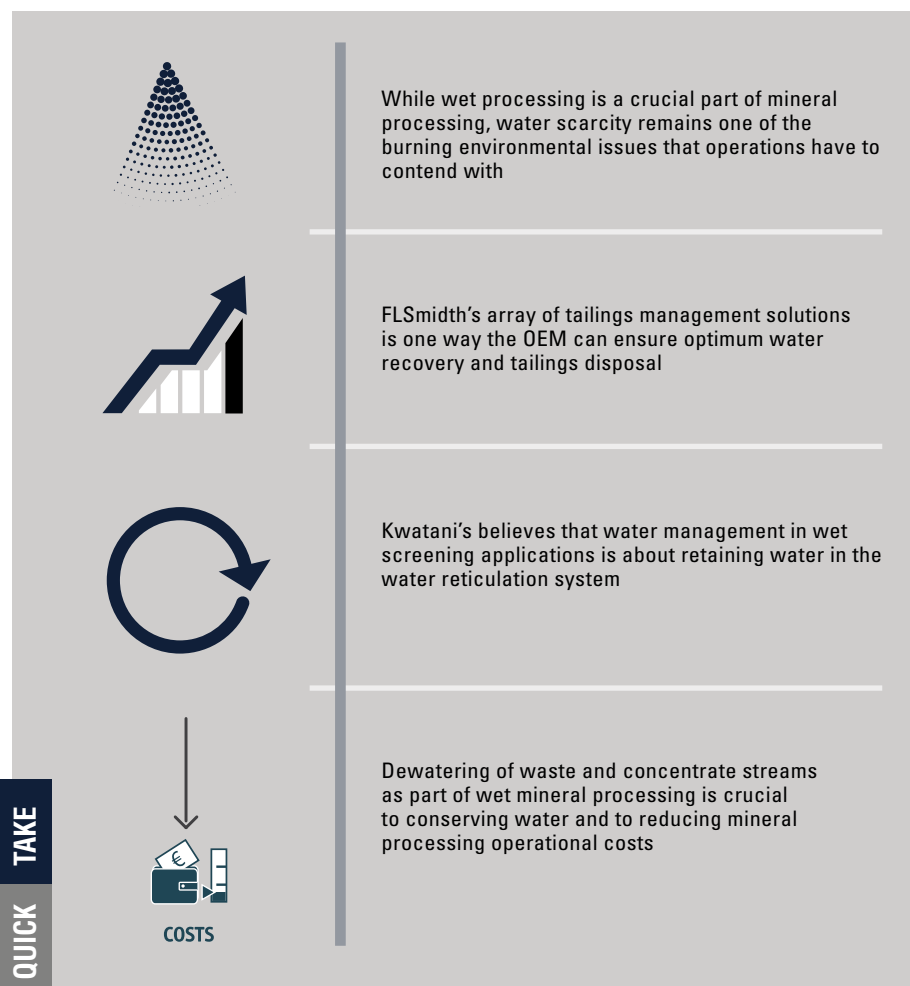 While wet processing is a crucial part of mineral
processing, water scarcity remains one of the
burning environmental issues that operations have to
contend with
FLSmidth’s array of tailings management solutions
is one way the OEM can ensure optimum water
recovery and tailings disposal
Kwatani’s believes that water management in wet
screening applications is about retaining water in the
water reticulation system
Dewatering of waste and concentrate streams
as part of wet mineral processing is crucial
to conserving water and to reducing mineral
processing operational costs
€
COSTS
QUICK TAKE